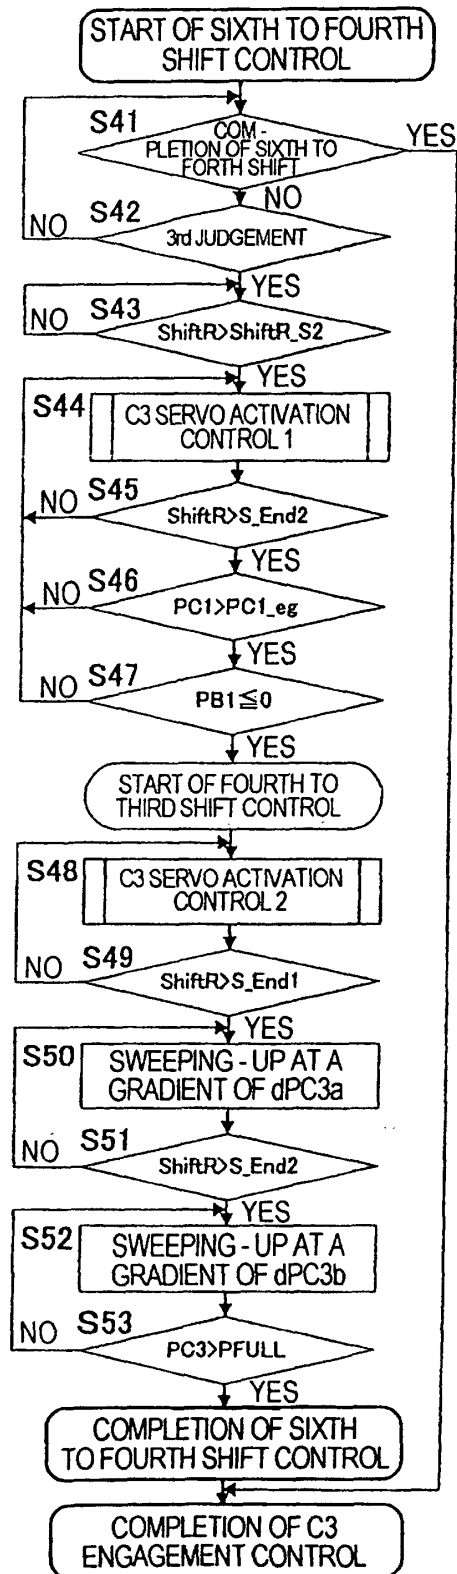 START OF SIXTH TO FOURTH
SHIFT CONTROL
S41
COM -
PLETION OF SIXTH TO
FORTH SHIFT
YES
NO
S42
NO
3rd JUDGEMENT
YES
S43
NO
ShiftR>ShiftR_S2
YES
S44
C3 SERVO ACTIVATION
CONTROL 1
S45
NO
ShiftR>S_End2
YES
S46
NO
PC1>PC1_eg
YES
S47
NO
PB1≦0
YES
START OF FOURTH TO
THIRD SHIFT CONTROL
S48
C3 SERVO ACTIVATION
CONTROL 2
S49
NO
ShiftR>S_End1
YES
S50
SWEEPING - UP AT A
GRADIENT OF dPC3a
S51
NO
ShiftR>S_End2
YES
S52
SWEEPING - UP AT A
GRADIENT OF dPC3b
S53
NO
PC3>PFULL
YES
COMPLETION OF SIXTH
TO FOURTH SHIFT CONTROL
COMPLETION OF C3
ENGAGEMENT CONTROL